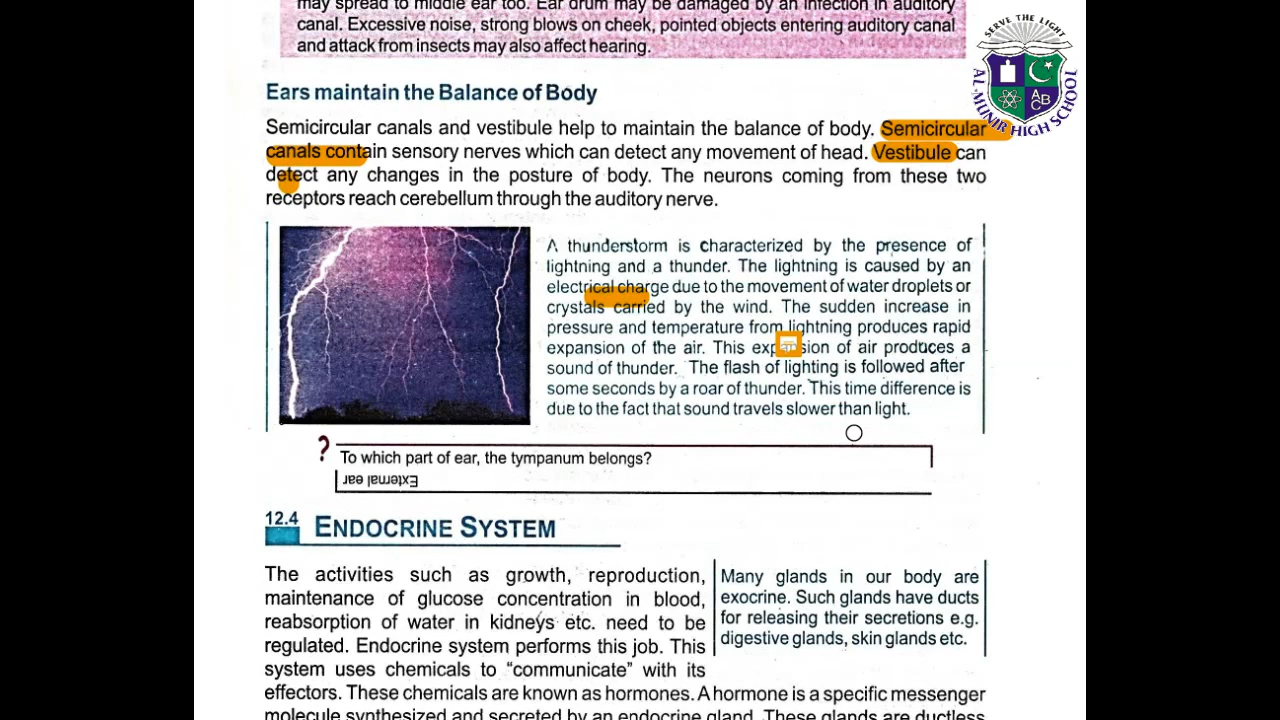 may spread to middle ear too. Ear drum may be damaged by an infection in auditory
canal. Excessive noise, strong blows on cheek, pointed objects entering auditory canal
and attack from insects may also affect hearing.
SERVE THE LIGHT
AL-MUNIR HIGH SCHOOL
A B C
Ears maintain the Balance of Body
Semicircular canals and vestibule help to maintain the balance of body. Semicircular
canals contain sensory nerves which can detect any movement of head. Vestibule can
detect any changes in the posture of body. The neurons coming from these two
receptors reach cerebellum through the auditory nerve.
A thunderstorm is characterized by the presence of
lightning and a thunder. The lightning is caused by an
electrical charge due to the movement of water droplets or
crystals carried by the wind. The sudden increase in
pressure and temperature from lightning produces rapid
expansion of the air. This expansion of air produces a
sound of thunder. The flash of lighting is followed after
some seconds by a roar of thunder. This time difference is
due to the fact that sound travels slower than light.
?
To which part of ear, the tympanum belongs?
External ear
12.4 ENDOCRINE SYSTEM
The activities such as growth, reproduction,
maintenance of glucose concentration in blood,
reabsorption of water in kidneys etc. need to be
regulated. Endocrine system performs this job. This
system uses chemicals to “communicate” with its
effectors. These chemicals are known as hormones. A hormone is a specific messenger
molecule synthesized and secreted by an endocrine gland. These glands are ductless
Many glands in our body are
exocrine. Such glands have ducts
for releasing their secretions e.g.
digestive glands, skin glands etc.